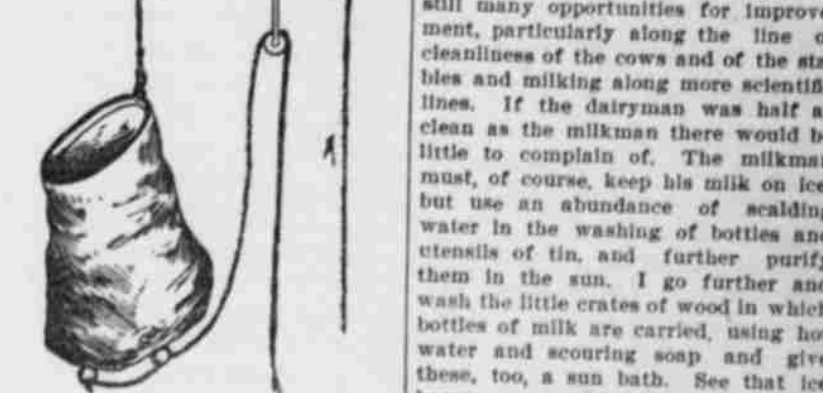 A
still many opportunities for improve
ment, particularly along the line o
cleanliness of the cows and of the sta
bles and milking along more scientifi
lines. If the dairyman was half a
clean as the milkman there would b
little to complain of. The milkman
must, of course, keep his milk on ice
but use an abundance of scalding
water in the washing of bottles and
utensils of tin, and further purify
them in the sun. I go further and
wash the little crates of wood in which
bottles of milk are carried, using hot
water and scouring soap and give
these, too, a sun bath. See that ice